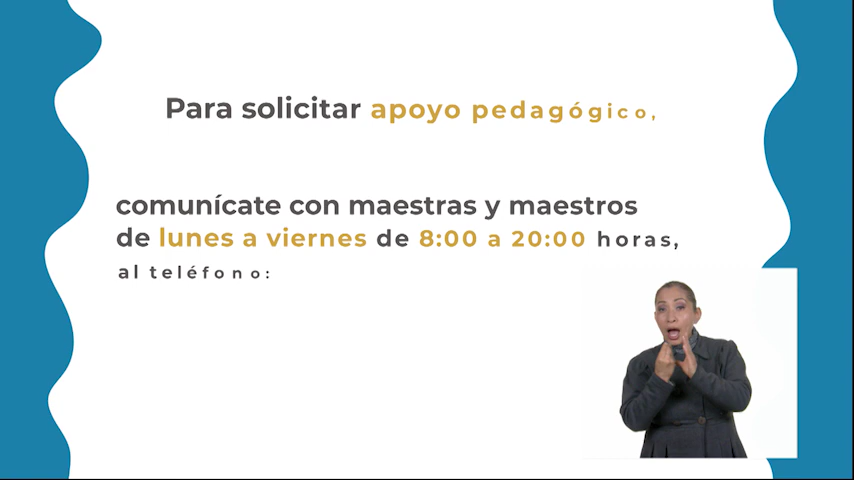 Para solicitar apoyo pedagógico,
comunícate con maestras y maestros
de lunes a viernes de 8:00 a 20:00 horas,
al teléfono: